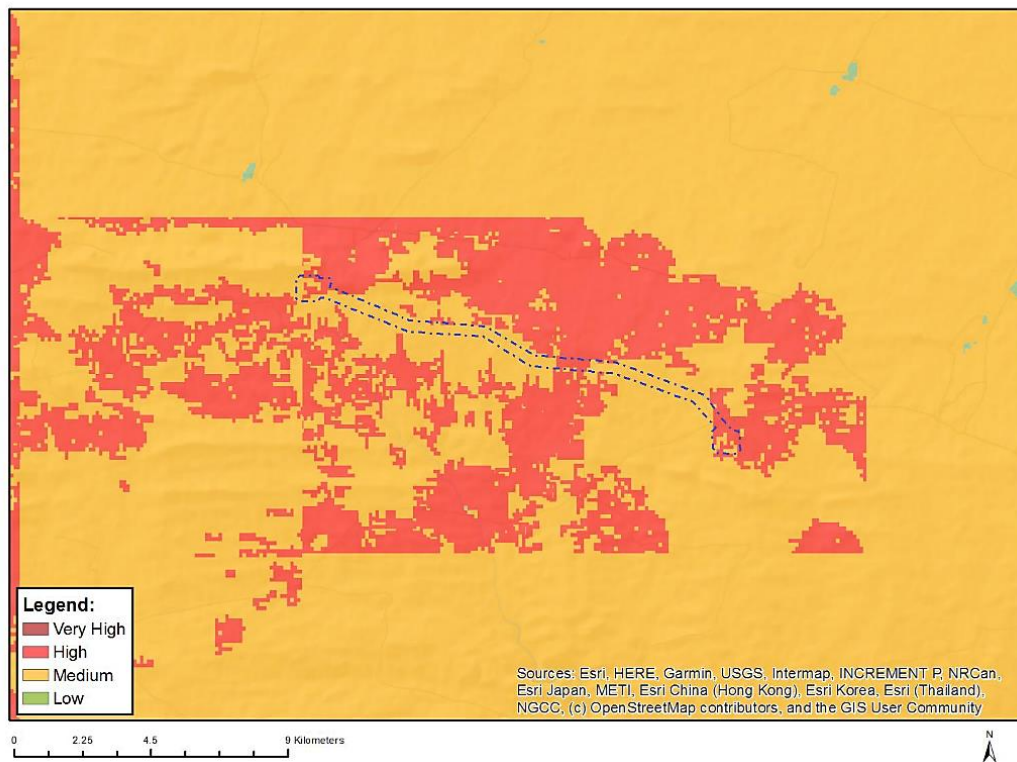 Legend:
Very High
High
Medium
Low
Sources: Esri, HERE, Garmin, USGS, Intermap, INCREMENT P, NRCan,
Esri Japan, METI, Esri China (Hong Kong), Esri Korea, Esri (Thailand),
NGCC, (c) OpenStreetMap contributors, and the GIS User Community
0 2.25 4.5 9 Kilometers
N